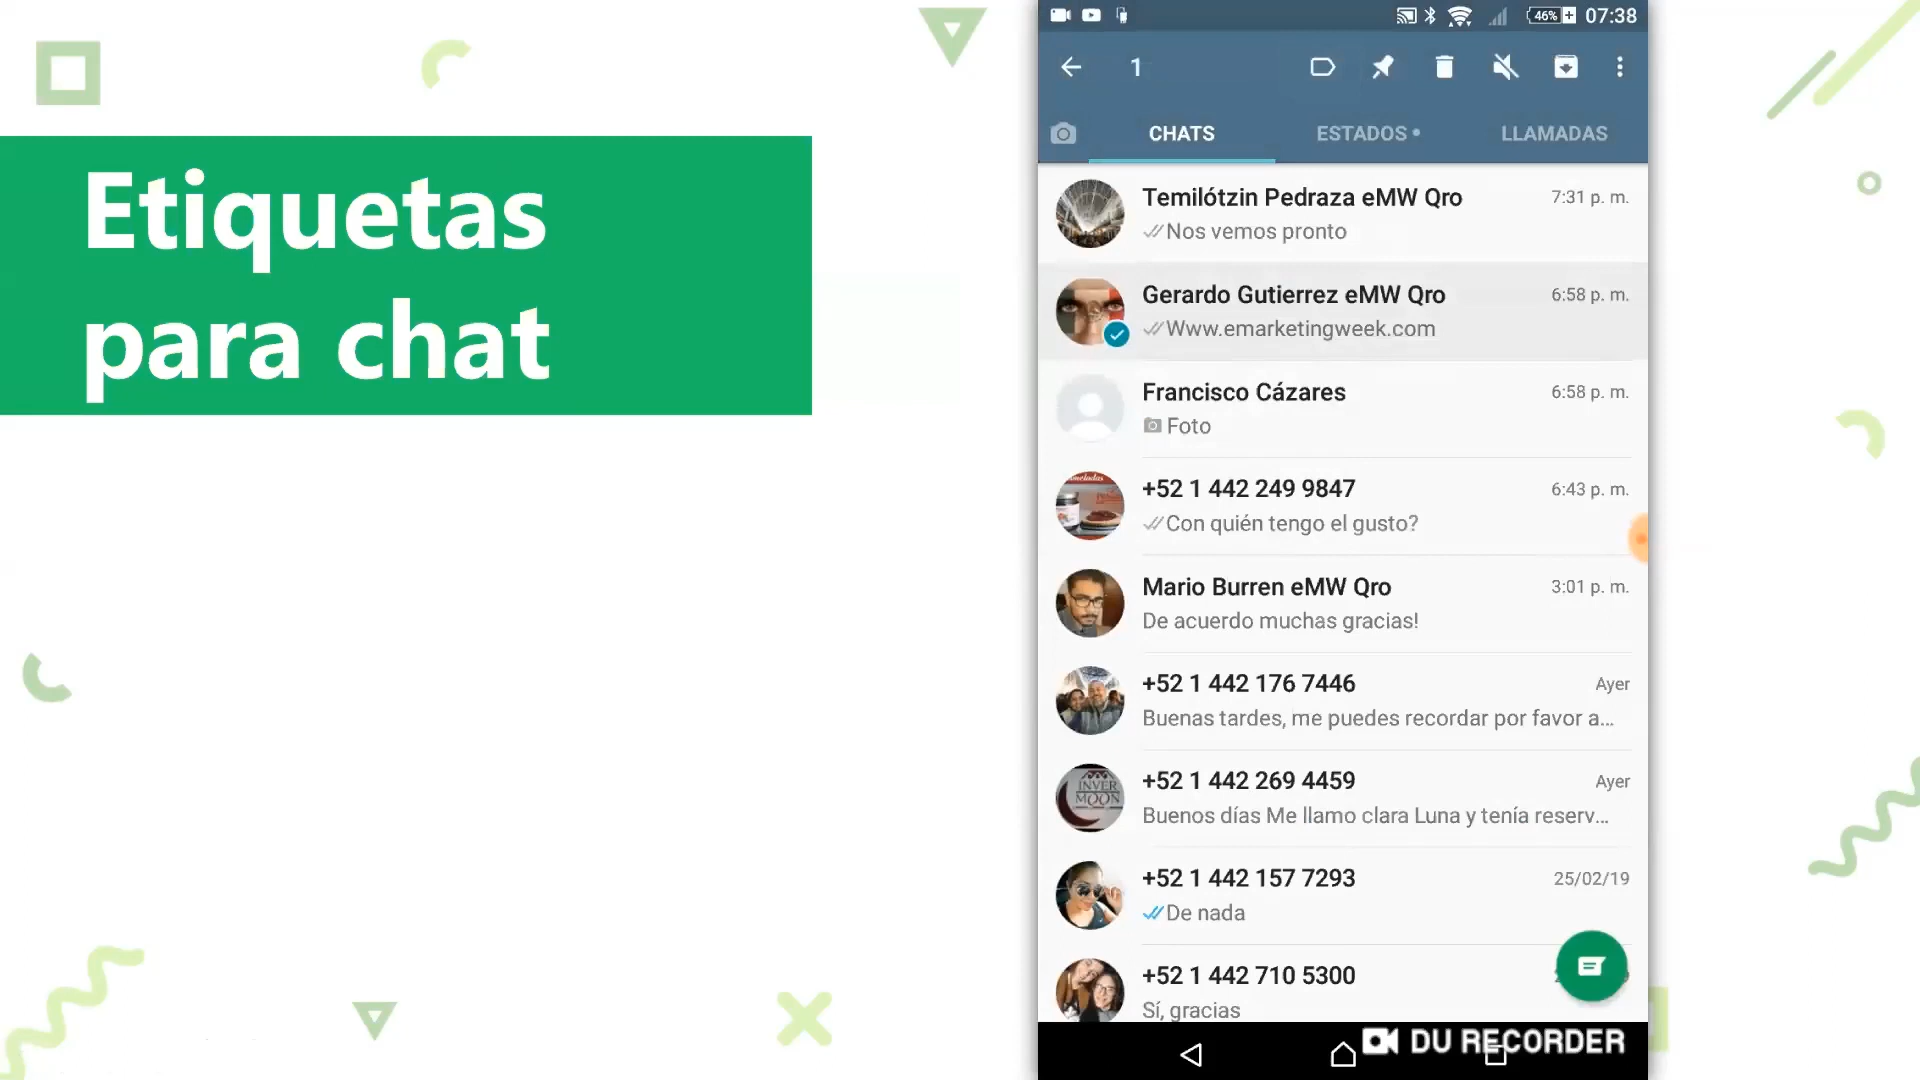 Etiquetas
para chat
46% 07:38
1
CHATS ESTADOS LLAMADAS
Temilótzin Pedraza eMW Qro 7:31 p. m.
Nos vemos pronto
Gerardo Gutierrez eMW Qro 6:58 p. m.
Www.emarketingweek.com
Francisco Cázares 6:58 p. m.
Foto
+52 1 442 249 9847 6:43 p. m.
Con quién tengo el gusto?
Mario Burren eMW Qro 3:01 p. m.
De acuerdo muchas gracias!
+52 1 442 176 7446 Ayer
Buenas tardes, me puedes recordar por favor a...
INVER
MOON
+52 1 442 269 4459 Ayer
Buenos días Me llamo clara Luna y tenía reserv...
+52 1 442 157 7293 25/02/19
De nada
+52 1 442 710 5300
Sí, gracias
DU RECORDER